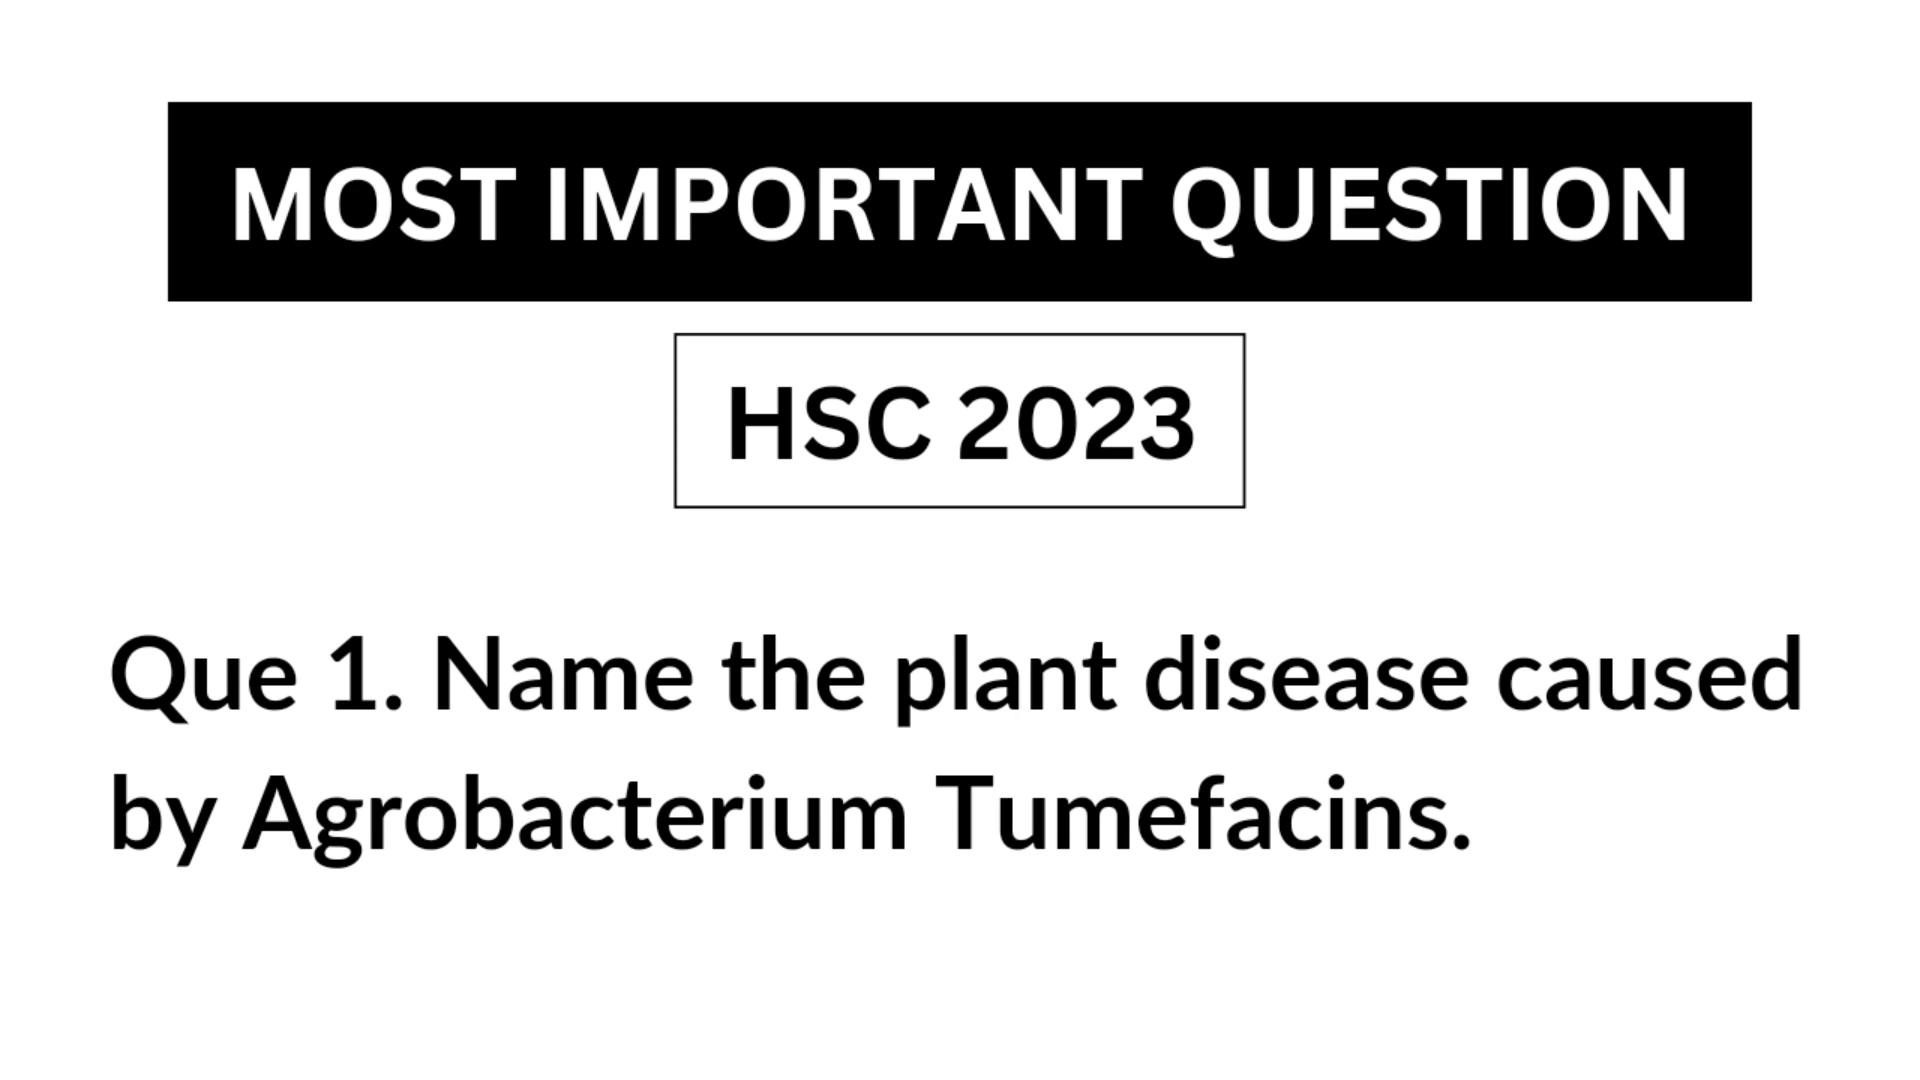 MOST IMPORTANT QUESTION
HSC 2023
Que 1. Name the plant disease caused
by Agrobacterium Tumefacins.